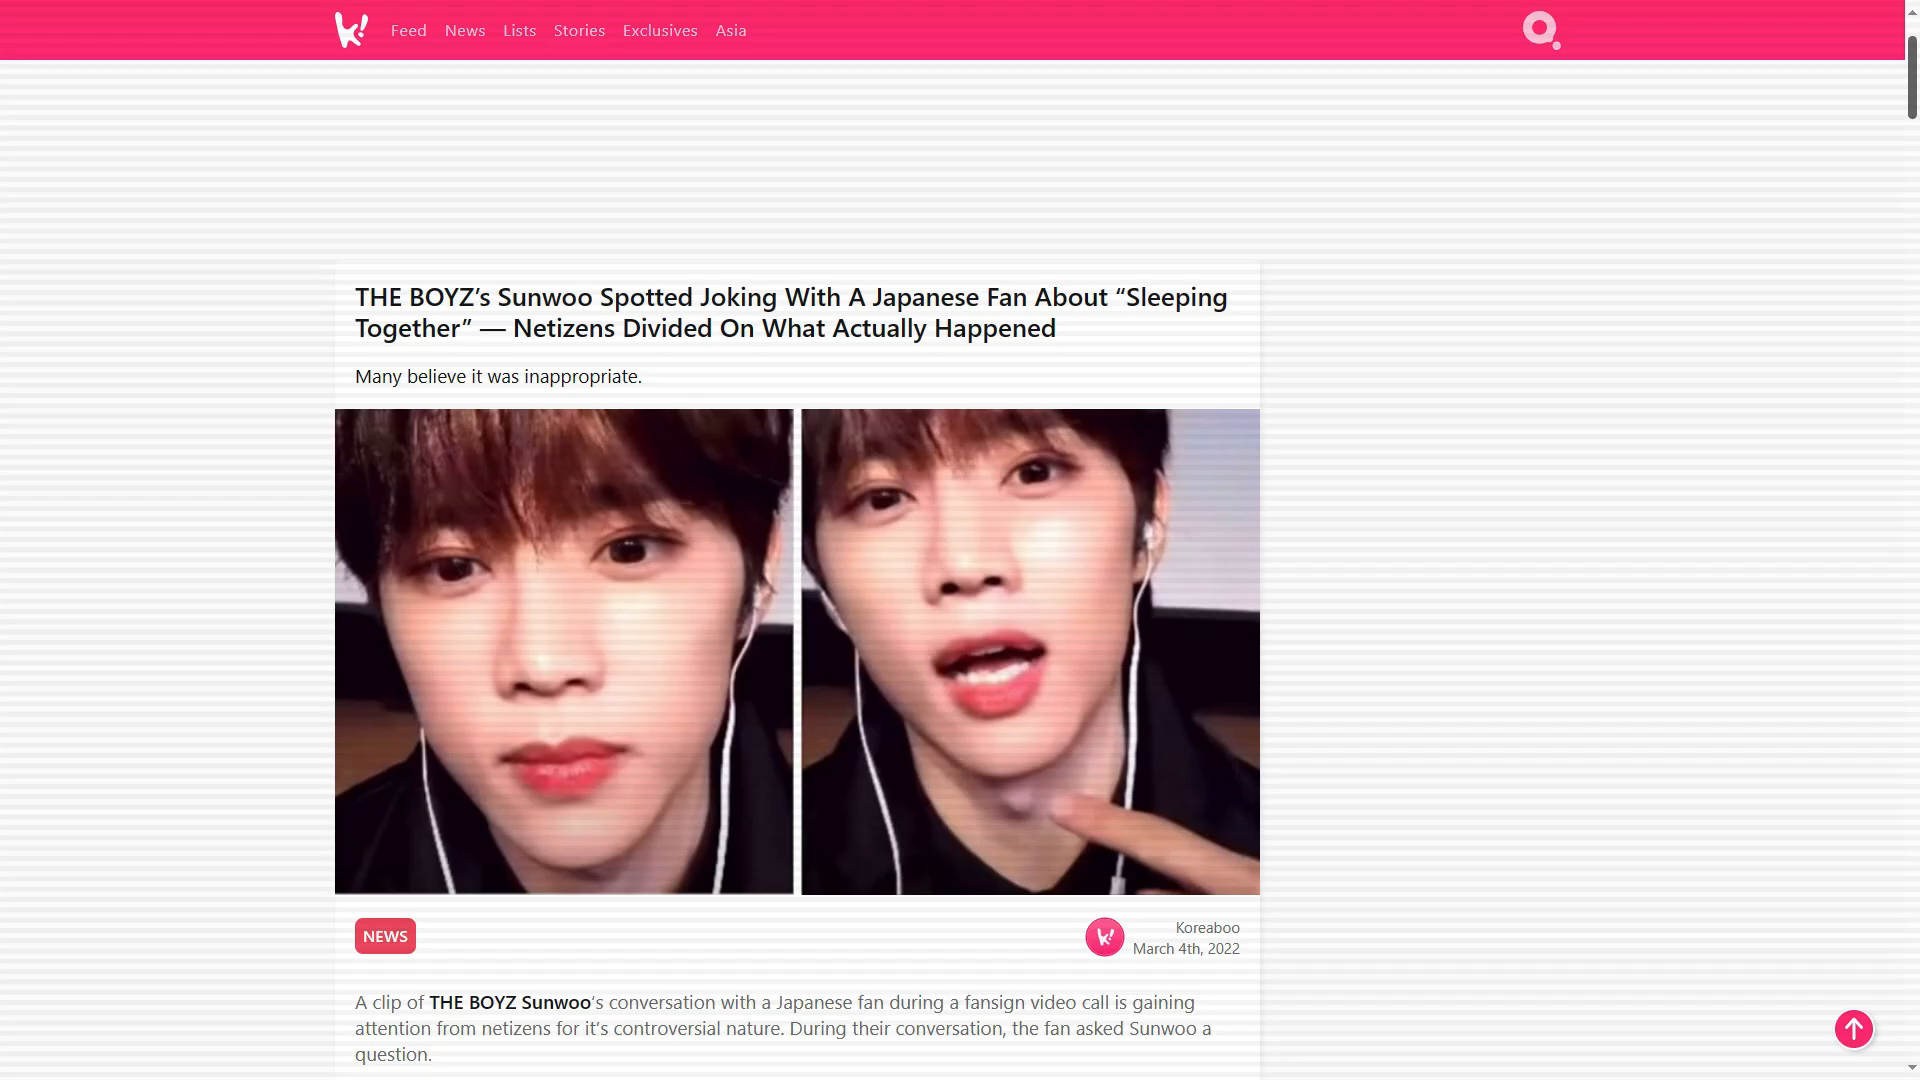 Feed News Lists Stories Exclusives Asia
THE BOYZ’s Sunwoo Spotted Joking With A Japanese Fan About “Sleeping
Together” — Netizens Divided On What Actually Happened
Many believe it was inappropriate.
NEWS
k!
Koreaboo
March 4th, 2022
A clip of THE BOYZ Sunwoo‘s conversation with a Japanese fan during a fansign video call is gaining
attention from netizens for it’s controversial nature. During their conversation, the fan asked Sunwoo a
question.